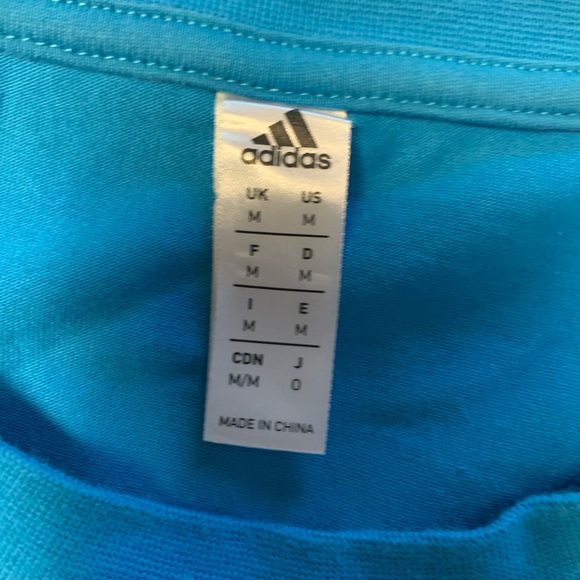 adidas
UK US
M M
F D
M M
I E
M M
CDN J
M/M O
MADE IN CHINA